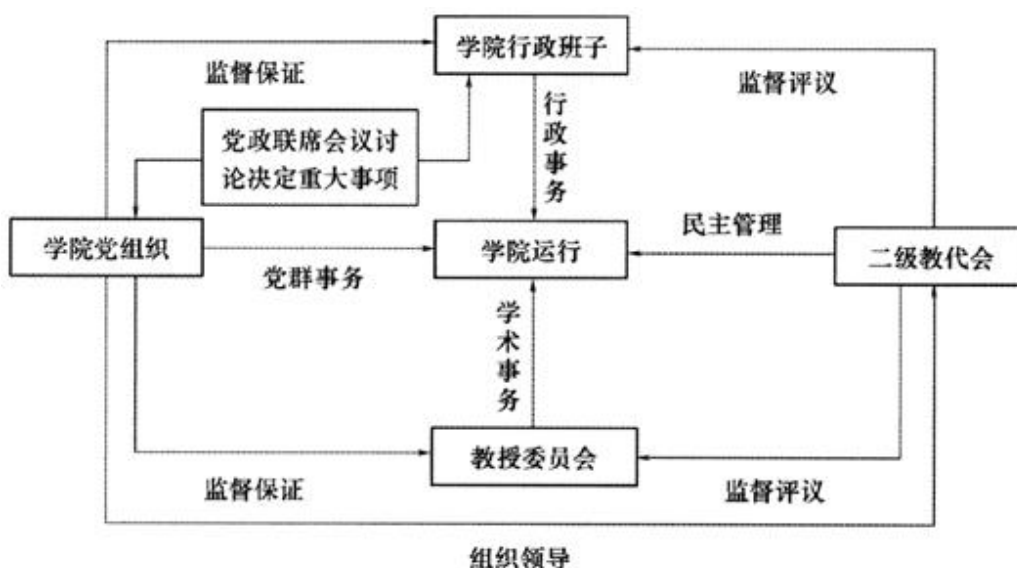 学院行政班子
监督保证
监督评议
行政事务
党政联席会议讨
论决定重大事项
学院党组织
党群事务
学院运行
民主管理
二级教代会
学术事务
教授委员会
监督保证
监督评议
组织领导